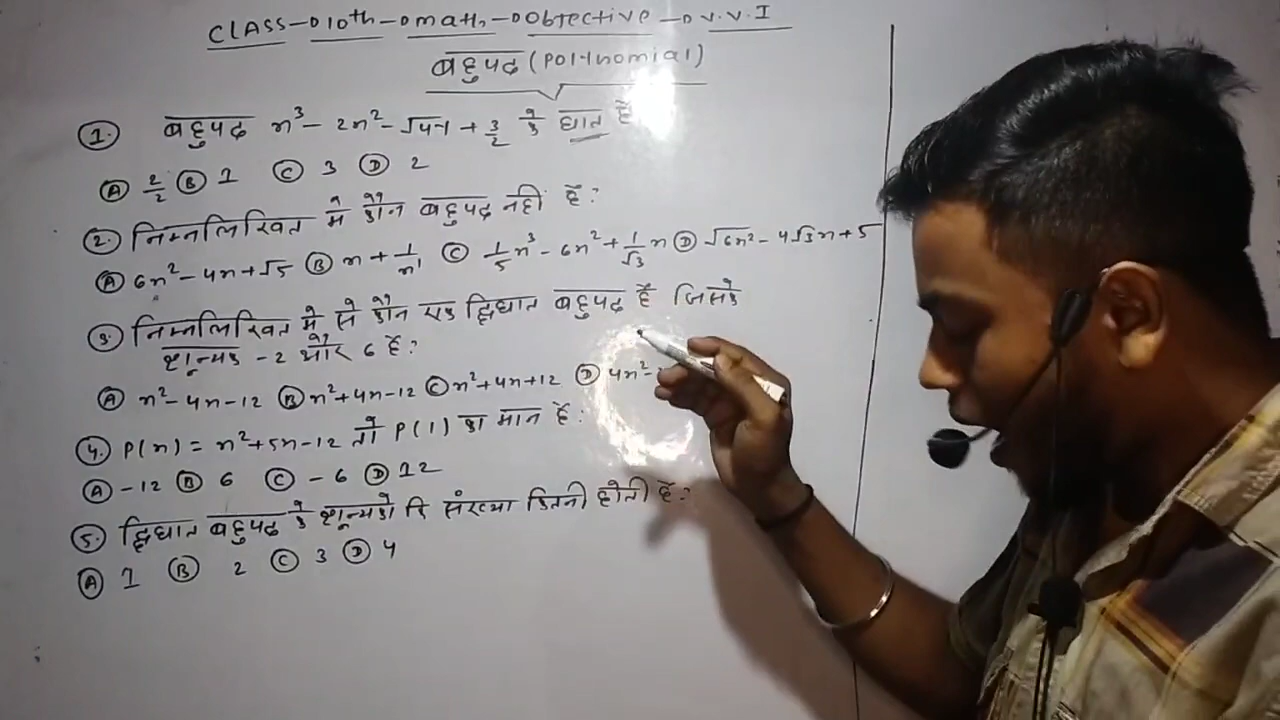 CLASS → 10th → math → Objective → V.V.I
बहुपद (Polynomial)
1. बहुपद x³ - 2x² - √4x + 3/2 के घात है
A 2/2 B 1 C 3 D 2
2. निम्नलिखित मे कौन बहुपद नही है?
A 6x² - 4x + √5 B x + 1/x C 1/5 x³ - 6x² + 1/√3 x D √6x² - 4√3x + 5
3. निम्नलिखित मे से कौन एक द्विघात बहुपद है जिसके
शून्यक -2 और 6 है?
A x² - 4x - 12 B x² + 4x - 12 C x² + 4x + 12 D 4x² -
4. P(x) = x² + 5x - 12 तो P(1) का मान है:
A -12 B 6 C -6 D 12
5. द्विघात बहुपद के शून्यको कि संख्या कितनी होती है?
A 1 B 2 C 3 D 4